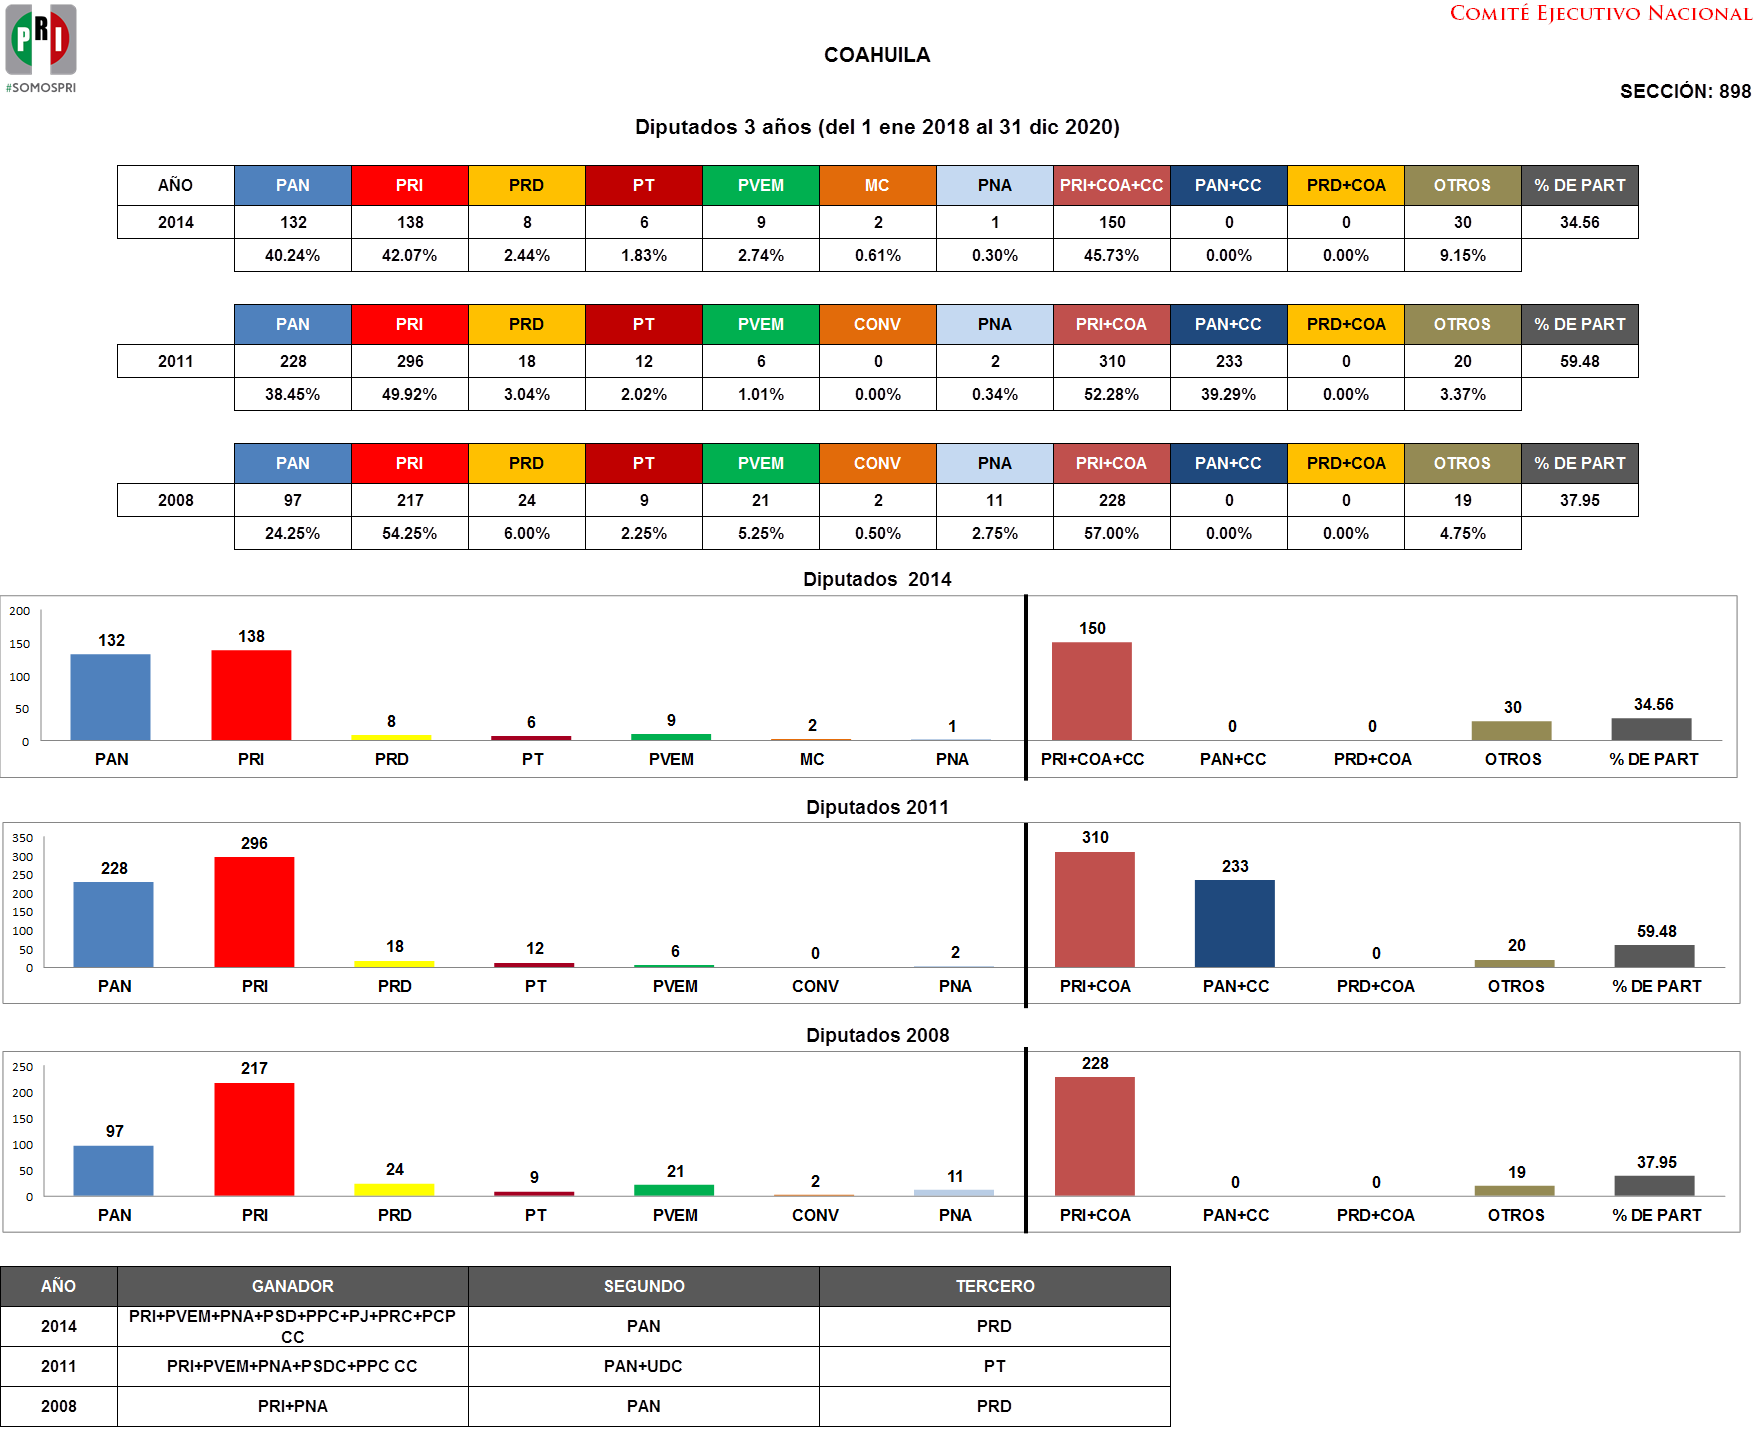 PRI
#SOMOSPRI
COMITÉ EJECUTIVO NACIONAL
COAHUILA
SECCIÓN: 898
Diputados 3 años (del 1 ene 2018 al 31 dic 2020)
AÑO PAN PRI PRD PT PVEM MC PNA PRI+COA+CC PAN+CC PRD+COA OTROS % DE PART
2014 132 138 8 6 9 2 1 150 0 0 30 34.56
40.24% 42.07% 2.44% 1.83% 2.74% 0.61% 0.30% 45.73% 0.00% 0.00% 9.15%
PAN PRI PRD PT PVEM CONV PNA PRI+COA PAN+CC PRD+COA OTROS % DE PART
2011 228 296 18 12 6 0 2 310 233 0 20 59.48
38.45% 49.92% 3.04% 2.02% 1.01% 0.00% 0.34% 52.28% 39.29% 0.00% 3.37%
PAN PRI PRD PT PVEM CONV PNA PRI+COA PAN+CC PRD+COA OTROS % DE PART
2008 97 217 24 9 21 2 11 228 0 0 19 37.95
24.25% 54.25% 6.00% 2.25% 5.25% 0.50% 2.75% 57.00% 0.00% 0.00% 4.75%
Diputados 2014
200
150
100
50
0
132 138 8 6 9 2 1 150 0 0 30 34.56
PAN PRI PRD PT PVEM MC PNA PRI+COA+CC PAN+CC PRD+COA OTROS % DE PART
Diputados 2011
350
300
250
200
150
100
50
0
228 296 18 12 6 0 2 310 233 0 20 59.48
PAN PRI PRD PT PVEM CONV PNA PRI+COA PAN+CC PRD+COA OTROS % DE PART
Diputados 2008
250
200
150
100
50
0
97 217 24 9 21 2 11 228 0 0 19 37.95
PAN PRI PRD PT PVEM CONV PNA PRI+COA PAN+CC PRD+COA OTROS % DE PART
AÑO GANADOR SEGUNDO TERCERO
2014 PRI+PVEM+PNA+PSD+PPC+PJ+PRC+PCP
CC PAN PRD
2011 PRI+PVEM+PNA+PSDC+PPC CC PAN+UDC PT
2008 PRI+PNA PAN PRD